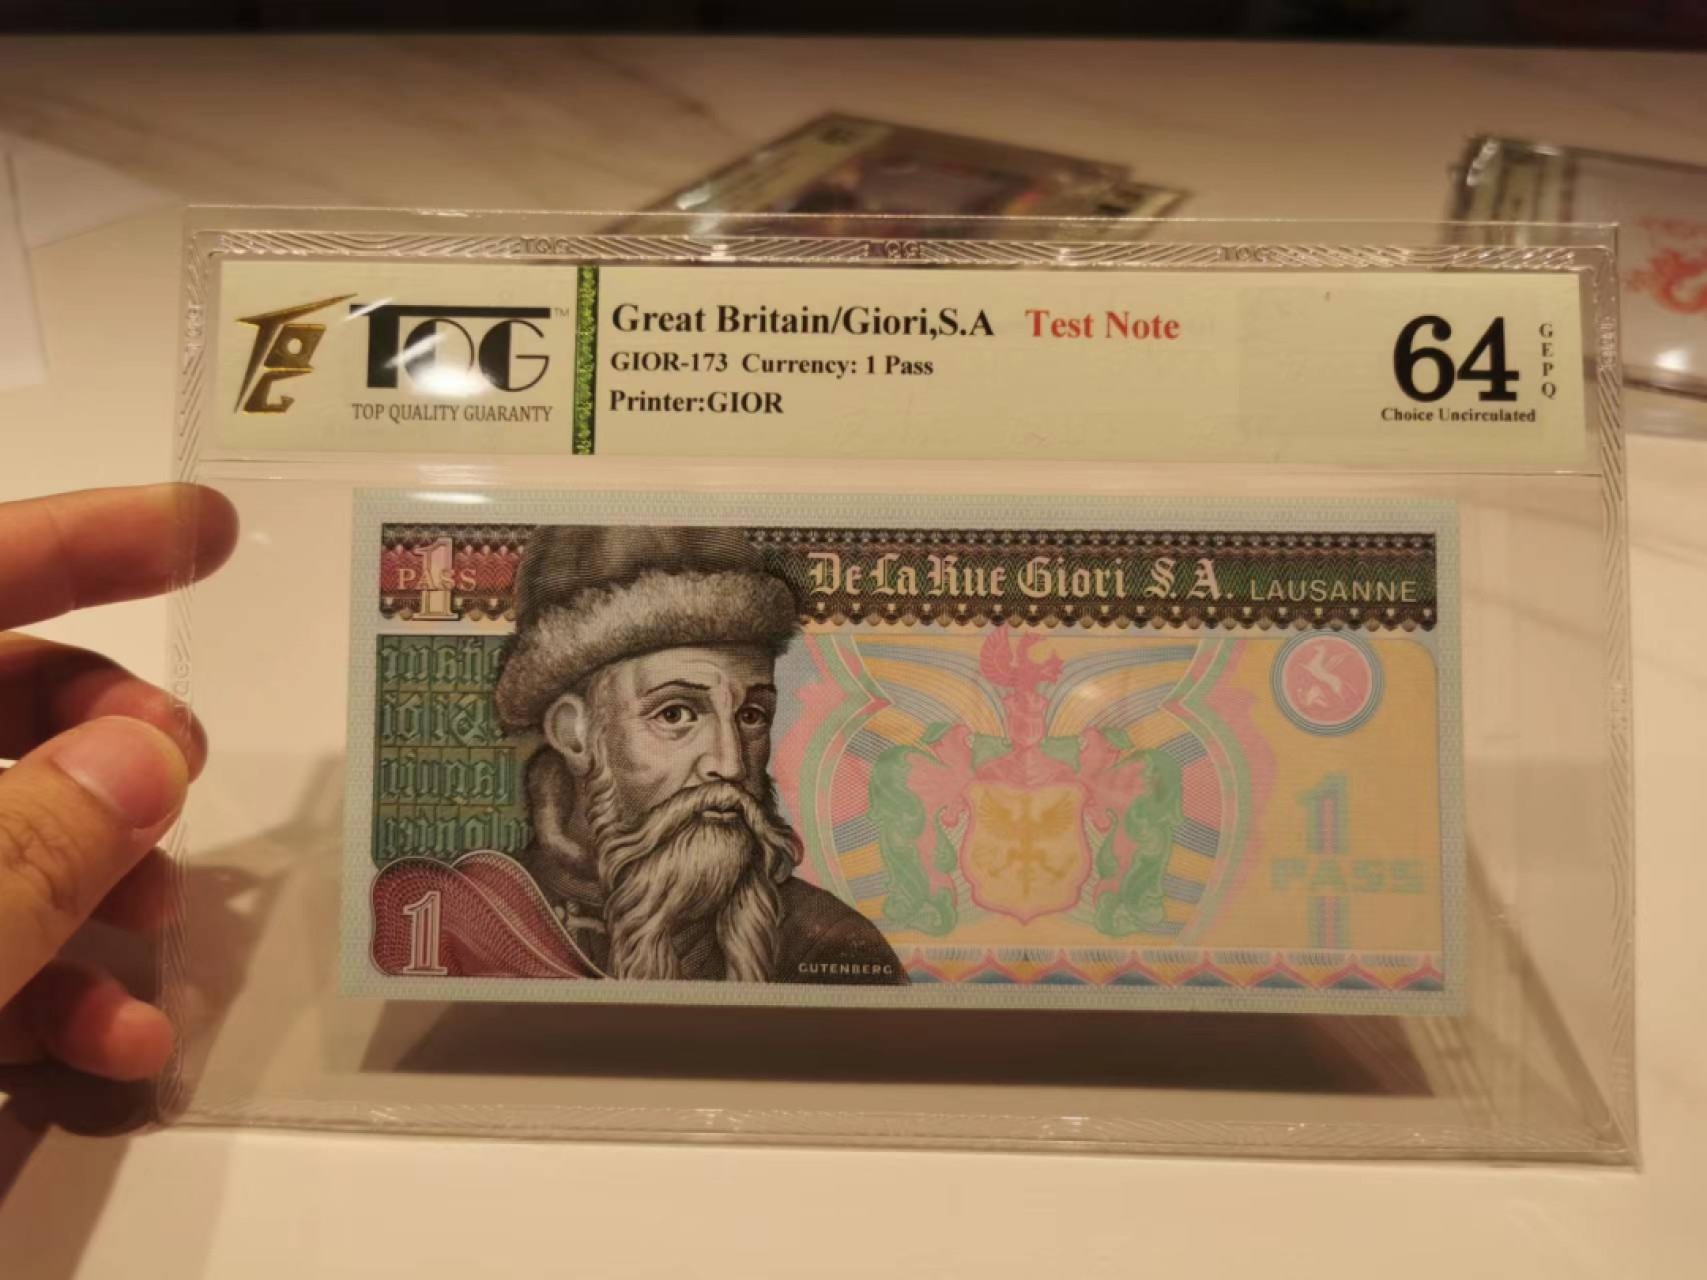 TQG™
TOP QUALITY GUARANTY
Great Britain/Giori,S.A Test Note
GIOR-173 Currency: 1 Pass
Printer:GIOR
64
GEPQ
Choice Uncirculated
1
PASS
De La Rue Giori S.A. LAUSANNE
1
PASS
1
GUTENBERG